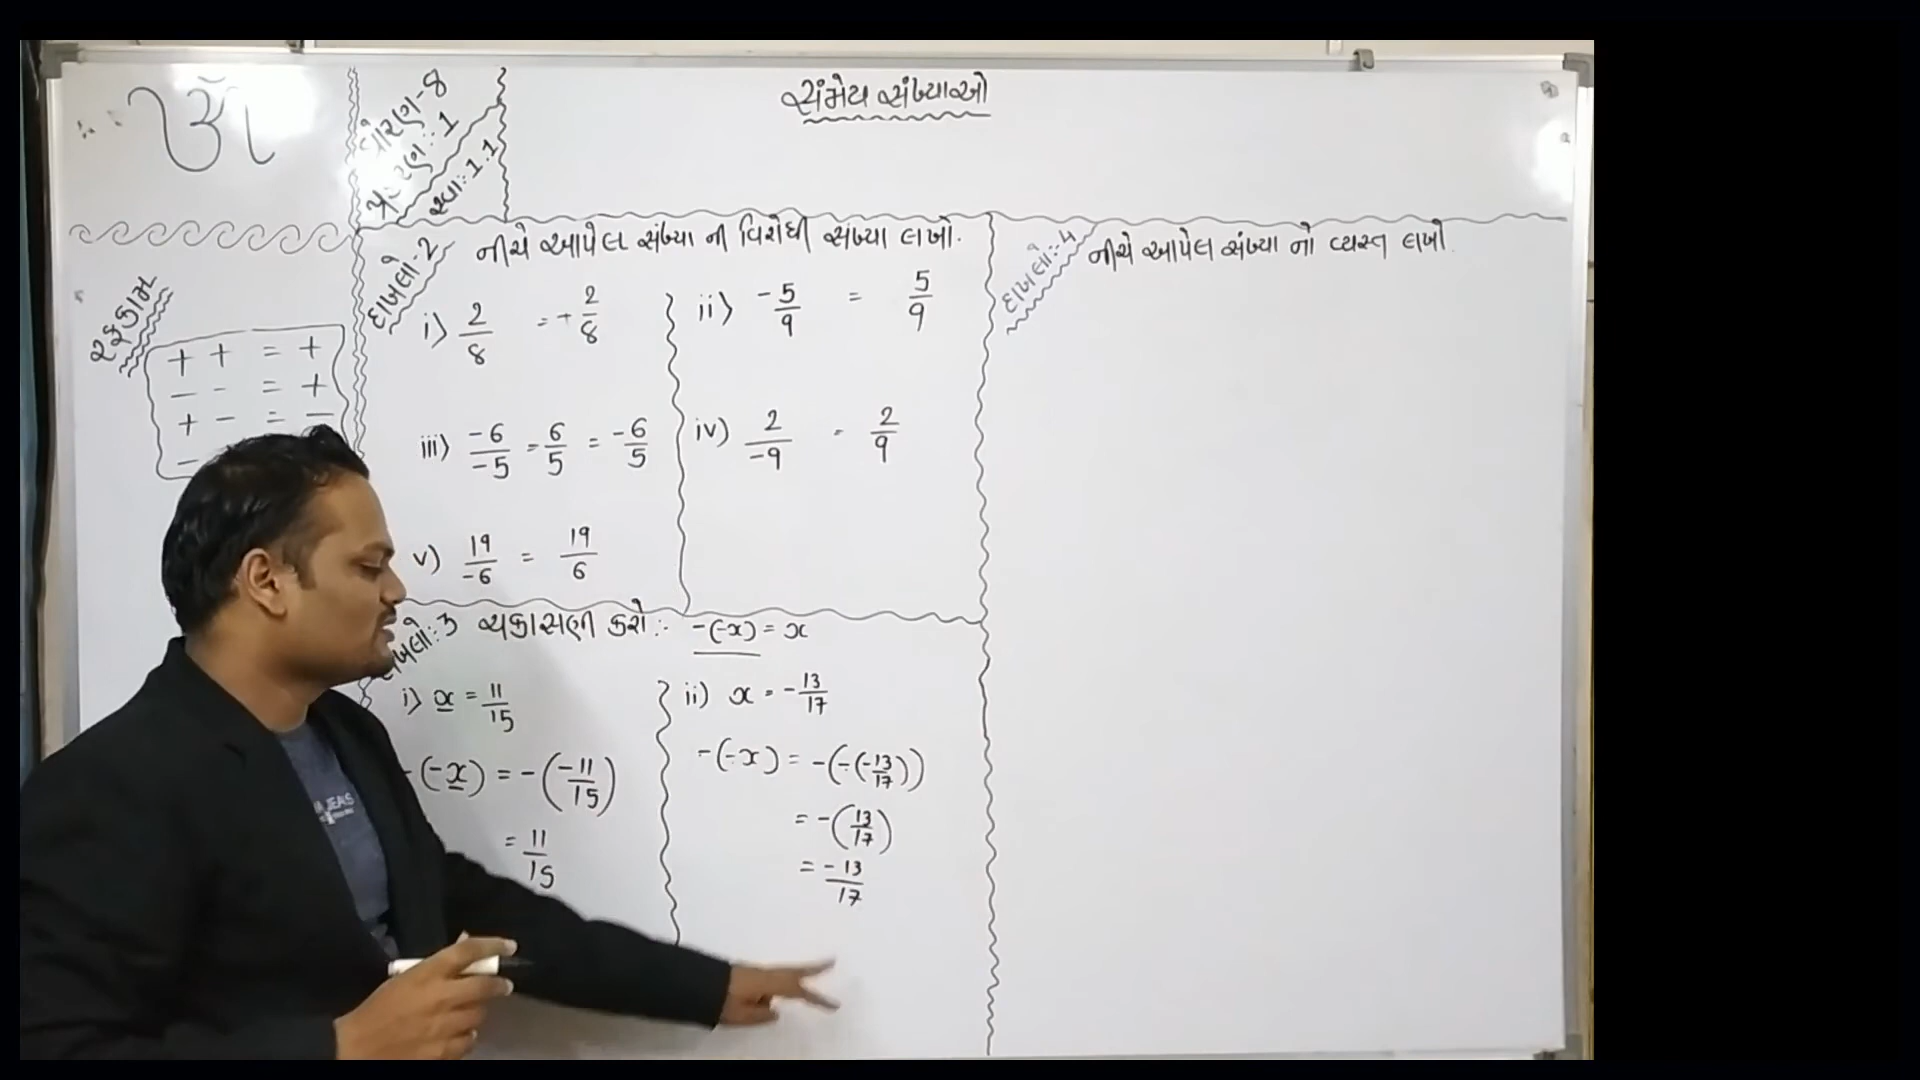 ૐ
ધોરણ-8
પ્રકરણ:-1
સ્વા:-1.1
સંમેય સંખ્યાઓ
રફકામ
+ + = +
- - = +
+ - = -
-
દાખલો-2 નીચે આપેલ સંખ્યા ની વિરોધી સંખ્યા લખો.
i) 2/8 = + 2/8
ii) -5/9 = 5/9
iii) -6/-5 = 6/5 = -6/5
iv) 2/-9 = 2/9
v) 19/-6 = 19/6
દાખલો:3 ચકાસણી કરો:- -(-x) = x
i) x = 11/15
-(-x) = -(-11/15)
= 11/15
ii) x = -13/17
-(-x) = -(-(-13/17))
= -(13/17)
= -13/17
દાખલો:-4 નીચે આપેલ સંખ્યા નો વ્યસ્ત લખો.